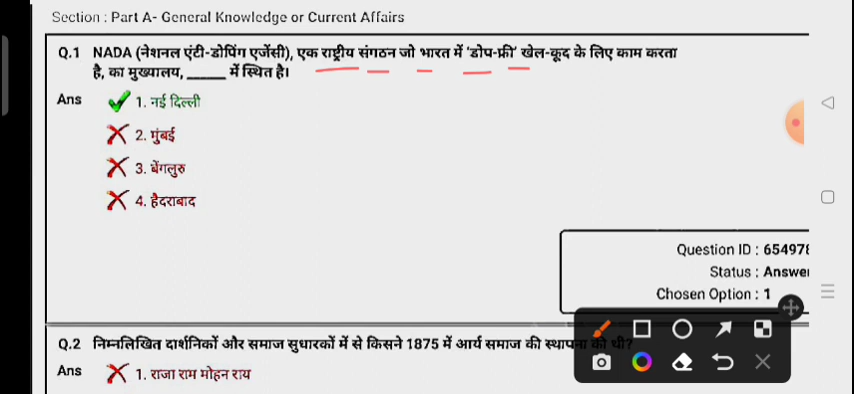 Section : Part A- General Knowledge or Current Affairs
Q.1 NADA (नेशनल एंटी-डोपिंग एजेंसी), एक राष्ट्रीय संगठन जो भारत में 'डोप-फ्री' खेल-कूद के लिए काम करता
है, का मुख्यालय, ______ में स्थित है।
Ans 1. नई दिल्ली
2. मुंबई
3. बेंगलुरु
4. हैदराबाद
Question ID : 654978
Status : Answe
Chosen Option : 1
Q.2 निम्नलिखित दार्शनिकों और समाज सुधारकों में से किसने 1875 में आर्य समाज की स्थापना की थी?
Ans 1. राजा राम मोहन राय